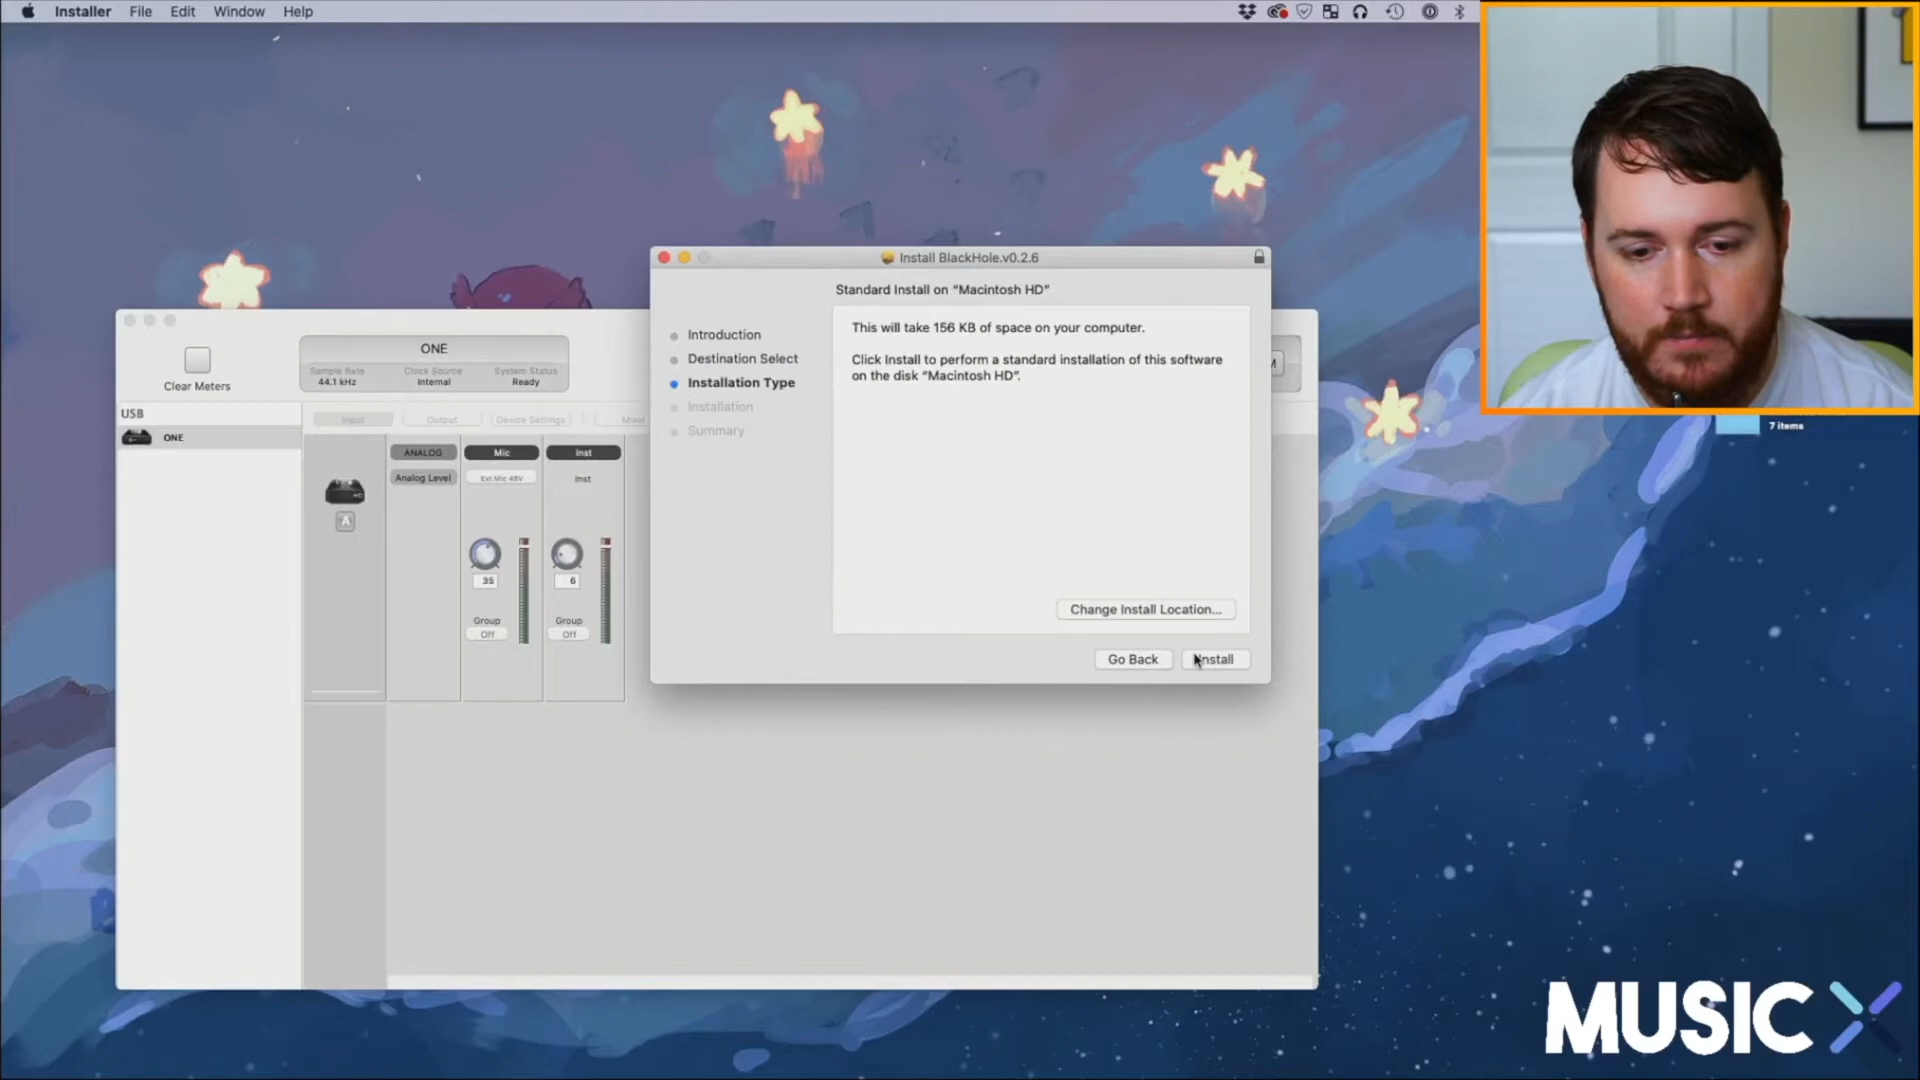 Installer File Edit Window Help
Install BlackHole.v0.2.6
Standard Install on “Macintosh HD”
Introduction
Destination Select
Installation Type
Installation
Summary
This will take 156 KB of space on your computer.
Click Install to perform a standard installation of this software
on the disk “Macintosh HD”.
Change Install Location...
Go Back
Install
Clear Meters
ONE
Sample Rate
44.1 kHz
Clock Source
Internal
System Status
Ready
USB
ONE
Input
Output
Device Settings
Mixer
ANALOG
Mic
Inst
Analog Level
Ext Mic 48V
Inst
A
35
6
Group
Off
Group
Off
7 items
MUSIC X